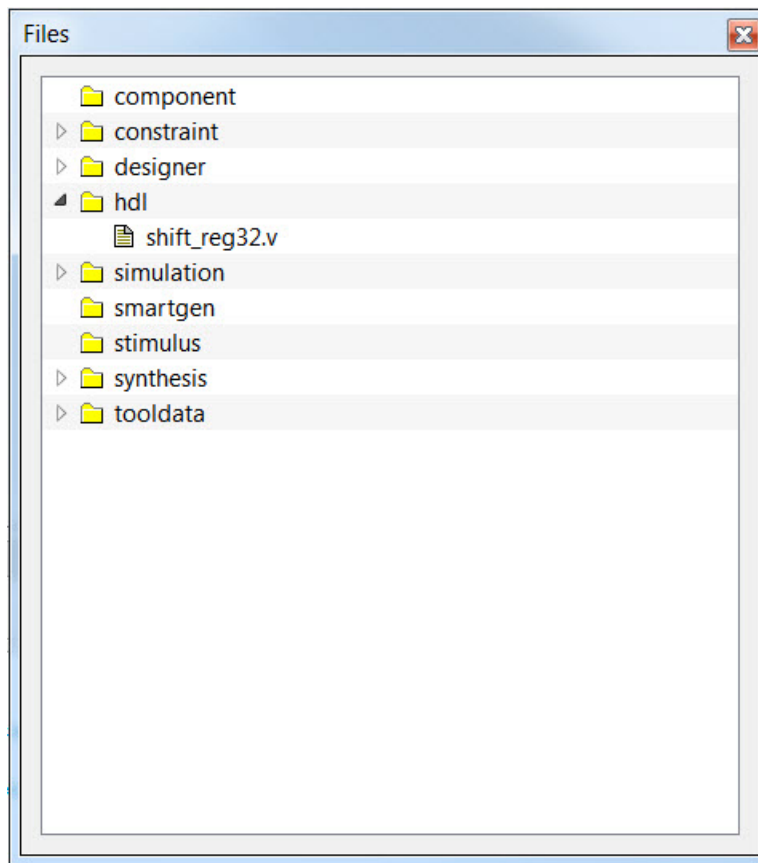 Files
component
constraint
designer
hdl
shift_reg32.v
simulation
smartgen
stimulus
synthesis
tooldata